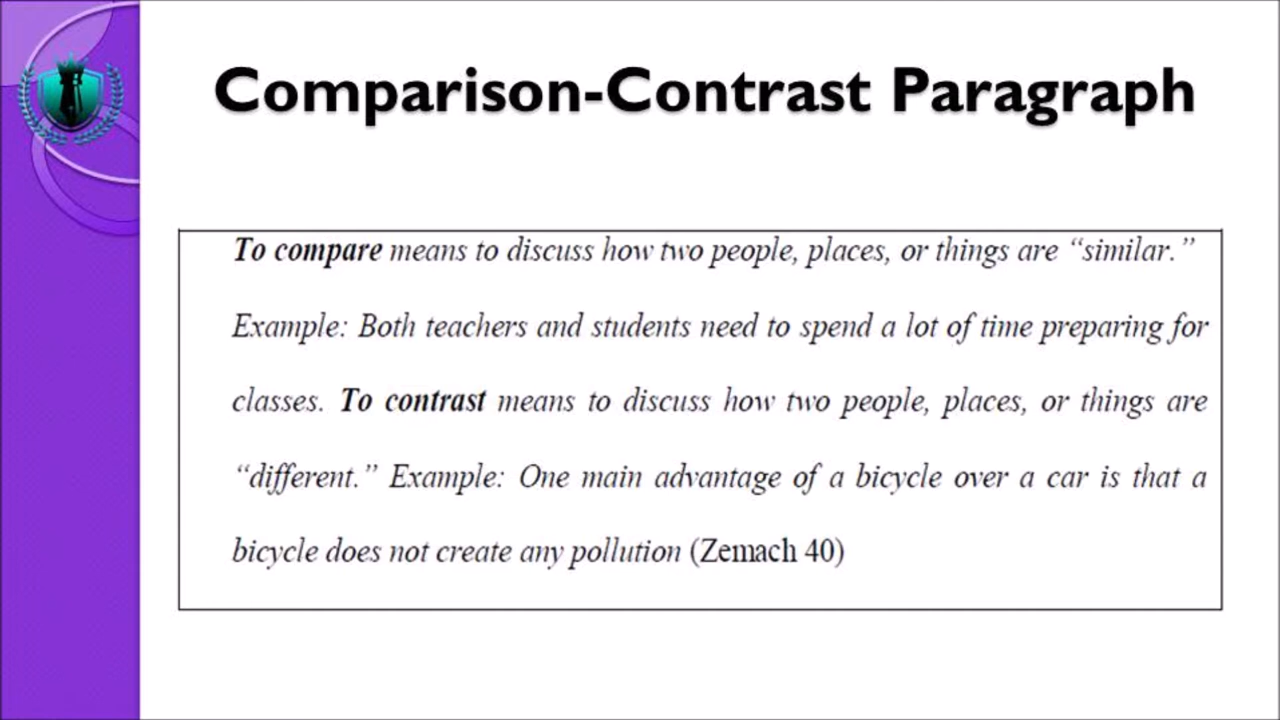 Comparison-Contrast Paragraph
To compare means to discuss how two people, places, or things are “similar.”
Example: Both teachers and students need to spend a lot of time preparing for
classes. To contrast means to discuss how two people, places, or things are
“different.” Example: One main advantage of a bicycle over a car is that a
bicycle does not create any pollution (Zemach 40)